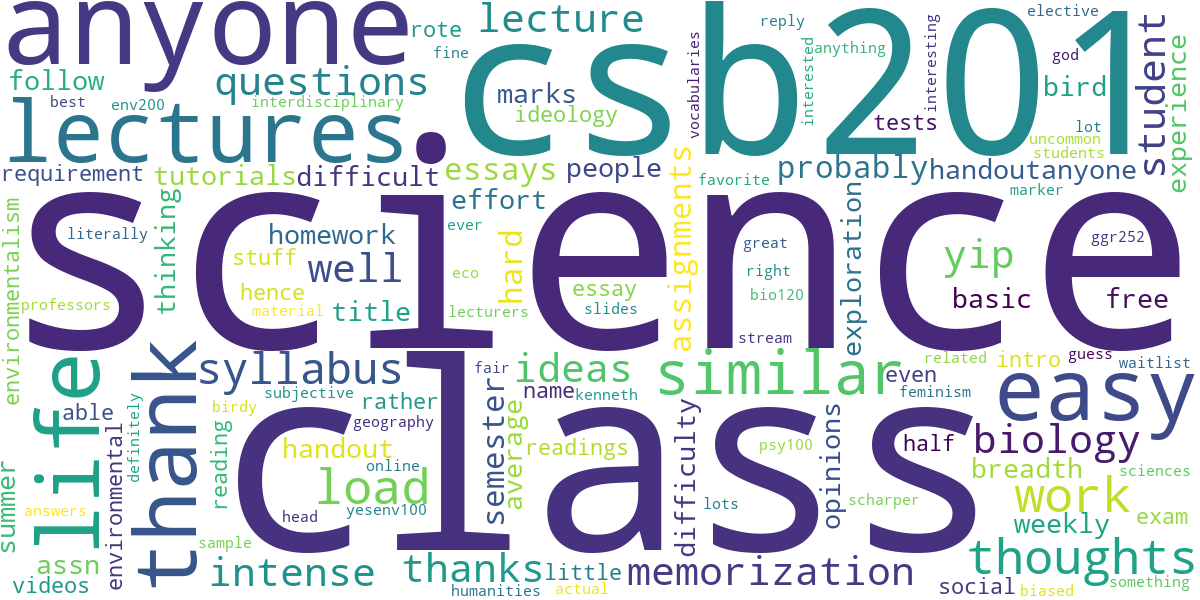 anyone
rote
lecture
reply
elective
fine
csb201
anything
interested
interesting
god
student
experience
follow
questions
marks
ideology
vocabularies
bird
best
env200
interdisciplinary
lectures.
tests
lot
uncommon
students
requirement
tutorials
difficult
essays
people
assignments
probably
handoutanyone
favorite
marker
environmentalism
thinking
effort
exploration
science
literally
homework
ever
hard
great
ggr252
stuff
well
eco
right
yip
hence
essay
bio120
basic
free
professors
material
title
lecturers
slides
stream
life
thank
syllabus
fair
ideas
similar
related
intro
guess
waitlist
even
easy
subjective
rather
semester
name
kenneth
feminism
able
birdy
geography
average
difficulty
opinions
environmental
definitely
reading
class
handout
readings
psy100
half
biology
summer
online
load
breadth
sciences
work
answers
head
yesenv100
lots
scharper
weekly
exam
sample
assn
intense
thanks
little
memorization
thoughts
videos
humanities
actual
social
biased
something